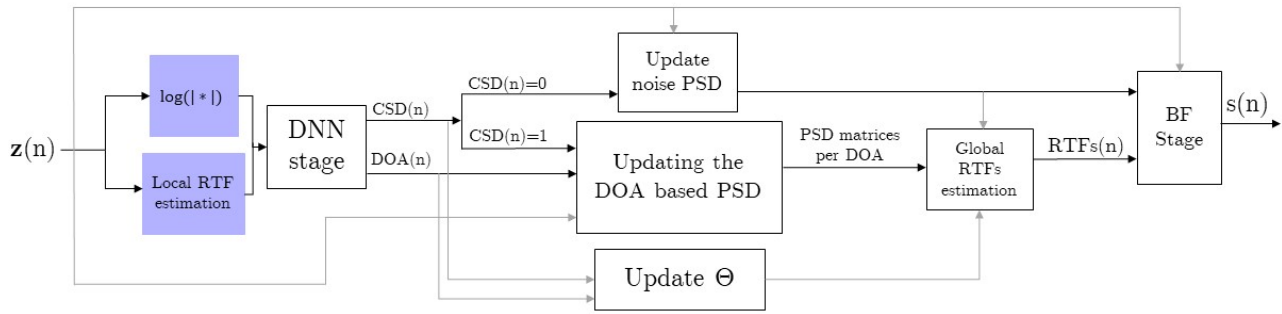 z(n)
log(| * |)
Local RTF
estimation
DNN
stage
CSD(n)
DOA(n)
CSD(n)=0
CSD(n)=1
Update
noise PSD
Updating the
DOA based PSD
Update Θ
PSD matrices
per DOA
Global
RTFs
estimation
RTFs(n)
BF
Stage
s(n)